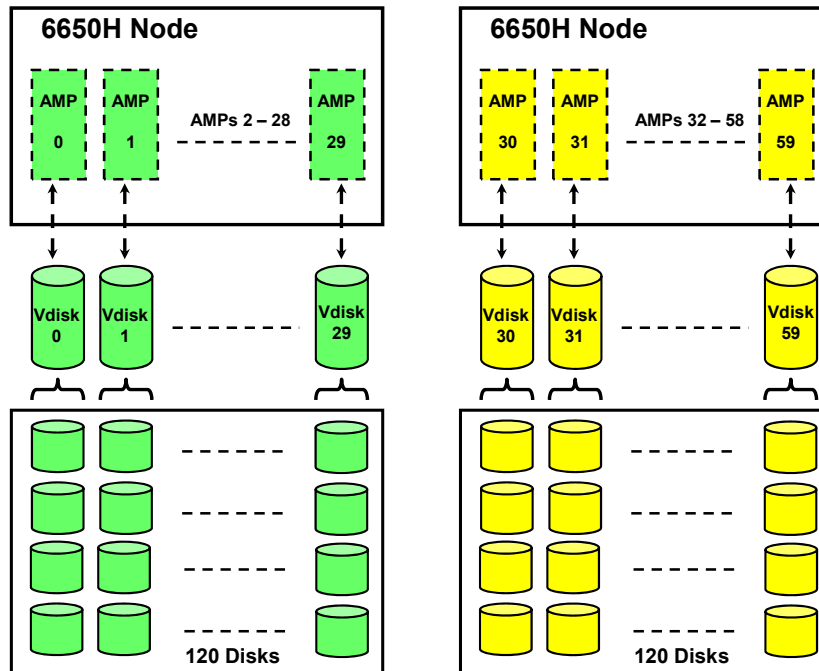 6650H Node
AMP
0
AMP
1
AMPs 2 – 28
AMP
29
Vdisk
0
Vdisk
1
Vdisk
29
120 Disks
6650H Node
AMP
30
AMP
31
AMPs 32 – 58
AMP
59
Vdisk
30
Vdisk
31
Vdisk
59
120 Disks